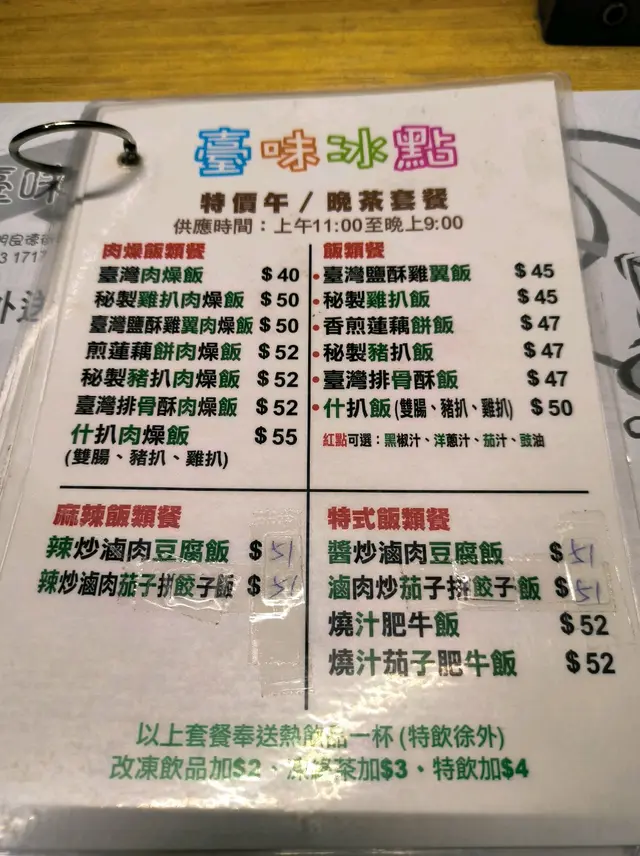 臺味冰點
特價午 / 晚茶套餐
供應時間：上午11:00至晚上9:00
肉燥飯類餐
臺灣肉燥飯 $40
秘製雞扒肉燥飯 $50
臺灣鹽酥雞翼肉燥飯 $50
煎蓮藕餅肉燥飯 $52
秘製豬扒肉燥飯 $52
臺灣排骨酥肉燥飯 $52
什扒肉燥飯 $55
(雙腸、豬扒、雞扒)
飯類餐
•臺灣鹽酥雞翼飯 $45
•秘製雞扒飯 $45
•香煎蓮藕餅飯 $47
•秘製豬扒飯 $47
•臺灣排骨酥飯 $47
•什扒飯(雙腸、豬扒、雞扒) $50
紅點可選：黑椒汁、洋蔥汁、茄汁、豉油
麻辣飯類餐
辣炒滷肉豆腐飯 $51
辣炒滷肉茄子拼餃子飯 $51
特式飯類餐
醬炒滷肉豆腐飯 $51
滷肉炒茄子拼餃子飯 $51
燒汁肥牛飯 $52
燒汁茄子肥牛飯 $52
以上套餐奉送熱飲品一杯(特飲徐外)
改凍飲品加$2、凍綠茶加$3、特飲加$4
臺味
3 1717
外送